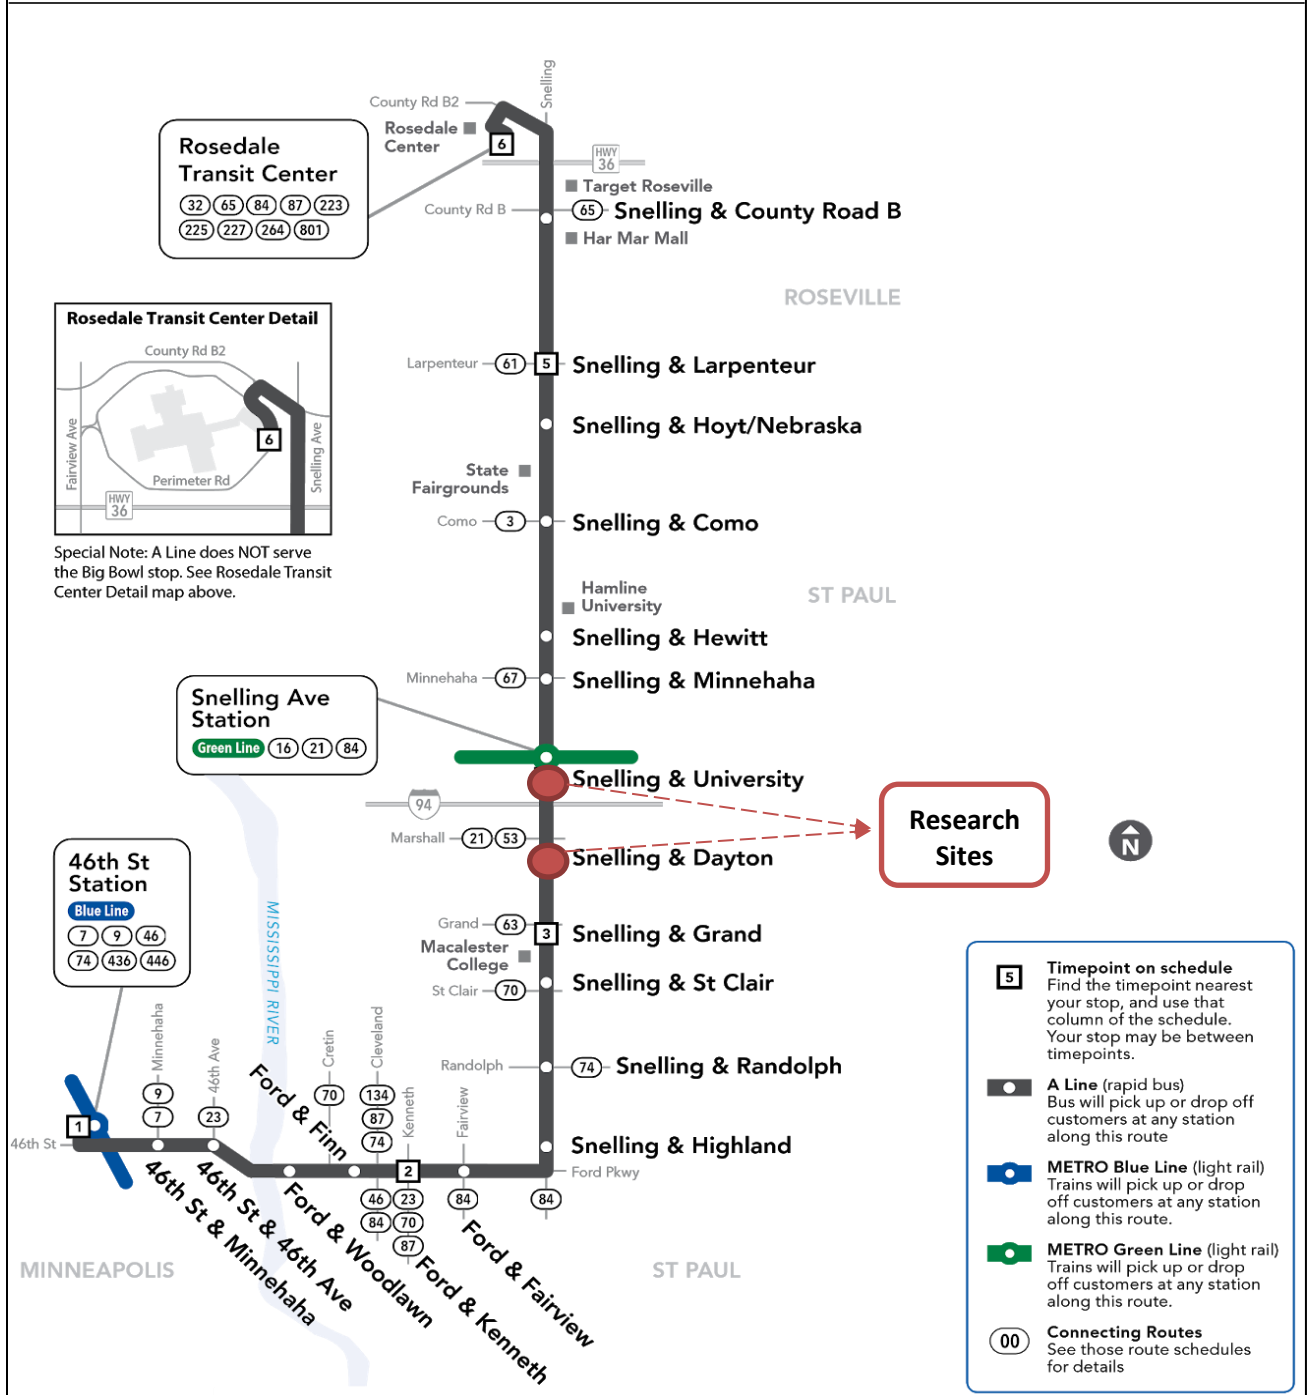 Snelling
County Rd B2
Rosedale
Center
6
HWY
36
Rosedale
Transit Center
32 65 84 87 223
225 227 264 801
Target Roseville
County Rd B
65 Snelling & County Road B
Har Mar Mall
ROSEVILLE
Rosedale Transit Center Detail
County Rd B2
Fairview Ave
6
Snelling Ave
Perimeter Rd
HWY
36
Special Note: A Line does NOT serve
the Big Bowl stop. See Rosedale Transit
Center Detail map above.
Larpenteur 61 5 Snelling & Larpenteur
Snelling & Hoyt/Nebraska
State
Fairgrounds
Como 3 Snelling & Como
Hamline
University
ST PAUL
Snelling & Hewitt
Minnehaha 67 Snelling & Minnehaha
Snelling Ave
Station
Green Line 16 21 84
Snelling & University
94
Marshall 21 53
Snelling & Dayton
Research
Sites
N
46th St
Station
Blue Line
7 9 46
74 436 446
MISSISSIPPI RIVER
Grand 63 3 Snelling & Grand
Macalester
College
St Clair 70 Snelling & St Clair
Randolph 74 Snelling & Randolph
Snelling & Highland
Ford Pkwy
84
46th St 1
Minnehaha
9
7
46th Ave
23
Cretin
70
Cleveland
134
87
74
Kenneth
2
Fairview
46 23
84 70
87
84
46th St & Minnehaha
46th St & 46th Ave
Ford & Woodlawn
Ford & Finn
Ford & Kenneth
Ford & Fairview
MINNEAPOLIS
ST PAUL
5 Timepoint on schedule
Find the timepoint nearest
your stop, and use that
column of the schedule.
Your stop may be between
timepoints.
A Line (rapid bus)
Bus will pick up or drop off
customers at any station
along this route
METRO Blue Line (light rail)
Trains will pick up or drop
off customers at any station
along this route.
METRO Green Line (light rail)
Trains will pick up or drop
off customers at any station
along this route.
00 Connecting Routes
See those route schedules
for details